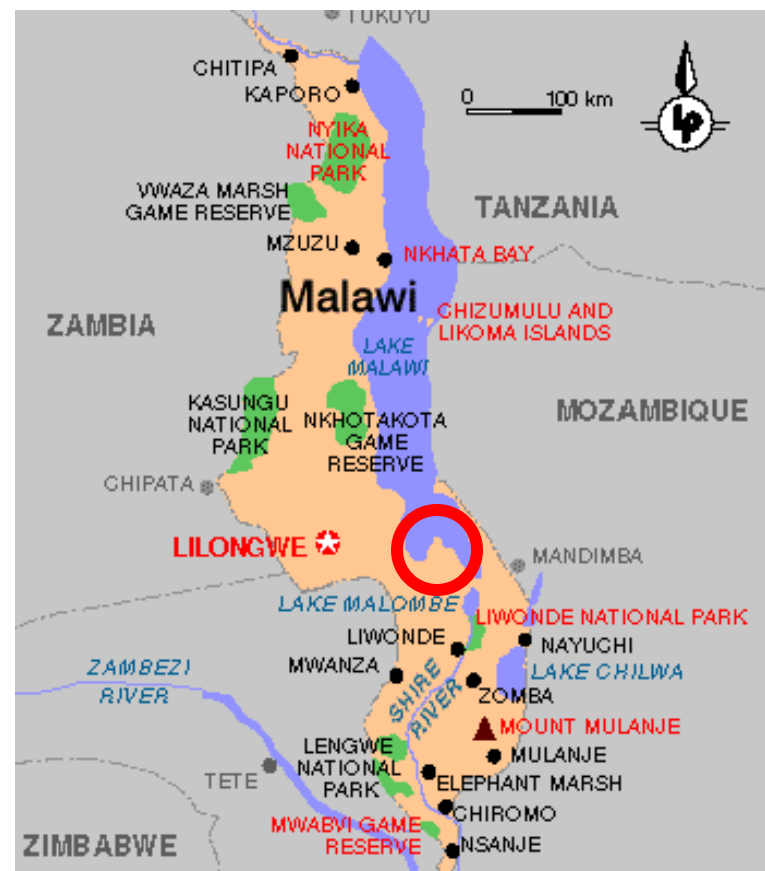 TUKUYU
CHITIPA
KAPORO
0 100 km
NYIKA
NATIONAL
PARK
VWAZA MARSH
GAME RESERVE
TANZANIA
MZUZU
NKHATA BAY
Malawi
CHIZUMULU AND
LIKOMA ISLANDS
ZAMBIA
LAKE
MALAWI
KASUNGU
NATIONAL
PARK
NKHOTAKOTA
GAME
RESERVE
MOZAMBIQUE
CHIPATA
LILONGWE
MANDIMBA
LAKE MALOMBE
LIWONDE NATIONAL PARK
LIWONDE
NAYUCHI
ZAMBEZI
RIVER
MWANZA
SHIRE
RIVER
LAKE CHILWA
ZOMBA
MOUNT MULANJE
LENGWE
NATIONAL
PARK
MULANJE
TETE
ELEPHANT MARSH
CHIROMO
MWABVI GAME
RESERVE
ZIMBABWE
NSANJE